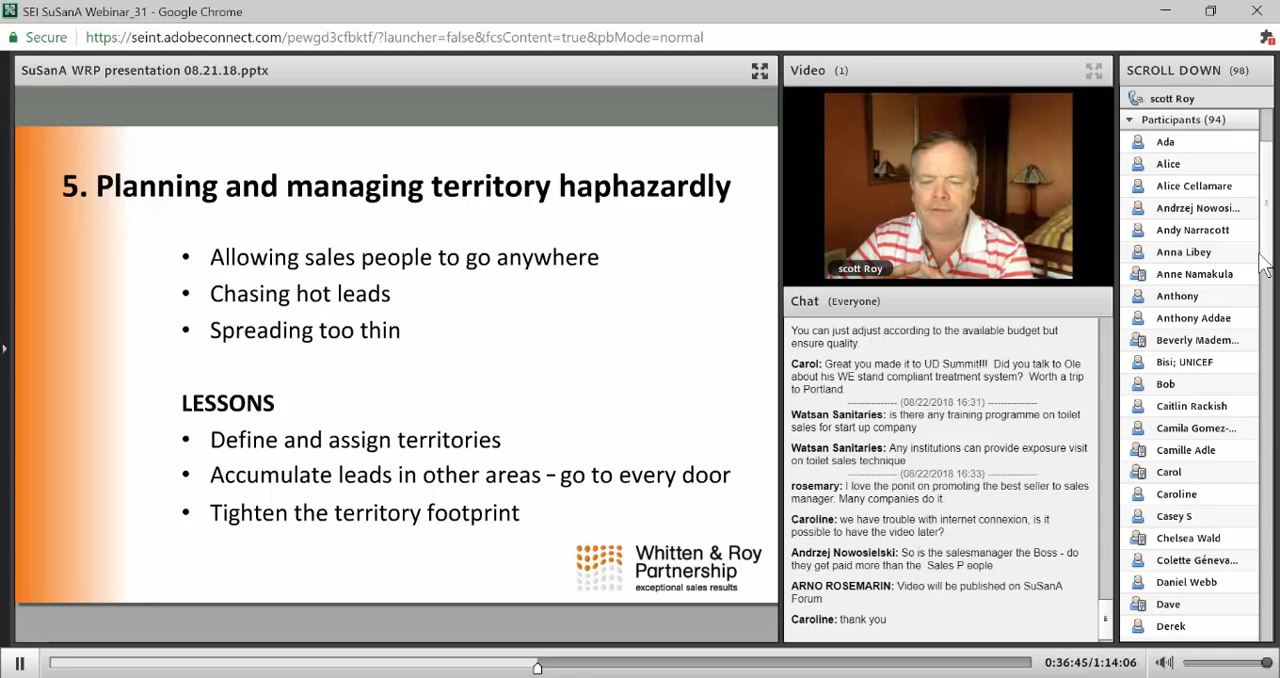 SEI SuSanA Webinar_31 - Google Chrome
Secure
https://seint.adobeconnect.com/pewgd3cfbktf/?launcher=false&fcsContent=true&pbMode=normal
SuSanA WRP presentation 08.21.18.pptx
5. Planning and managing territory haphazardly
• Allowing sales people to go anywhere
• Chasing hot leads
• Spreading too thin
LESSONS
• Define and assign territories
• Accumulate leads in other areas – go to every door
• Tighten the territory footprint
Whitten & Roy
Partnership
exceptional sales results
Video (1)
scott Roy
Chat (Everyone)
You can just adjust according to the available budget but
ensure quality.
Carol: Great you made it to UD Summit!!! Did you talk to Ole
about his WE stand compliant treatment system? Worth a trip
to Portland.
--------------- (08/22/2018 16:31) ---------------
Watsan Sanitaries: is there any training programme on toilet
sales for start up company
Watsan Sanitaries: Any institutions can provide exposure visit
on toilet sales technique
--------------- (08/22/2018 16:33) ---------------
rosemary: I love the ponit on promoting the best seller to sales
manager. Many companies do it.
Caroline: we have trouble with internet connexion, is it
possible to have the video later?
Andrzej Nowosielski: So is the salesmanager the Boss - do
they get paid more than the Sales P eople
ARNO ROSEMARIN: Video will be published on SuSanA
Forum
Caroline: thank you
SCROLL DOWN (98)
scott Roy
Participants (94)
Ada
Alice
Alice Cellamare
Andrzej Nowosi...
Andy Narracott
Anna Libey
Anne Namakula
Anthony
Anthony Addae
Beverly Madem...
Bisi; UNICEF
Bob
Caitlin Rackish
Camila Gomez-...
Camille Adle
Carol
Caroline
Casey S
Chelsea Wald
Colette Géneva...
Daniel Webb
Dave
Derek
0:36:45/1:14:06